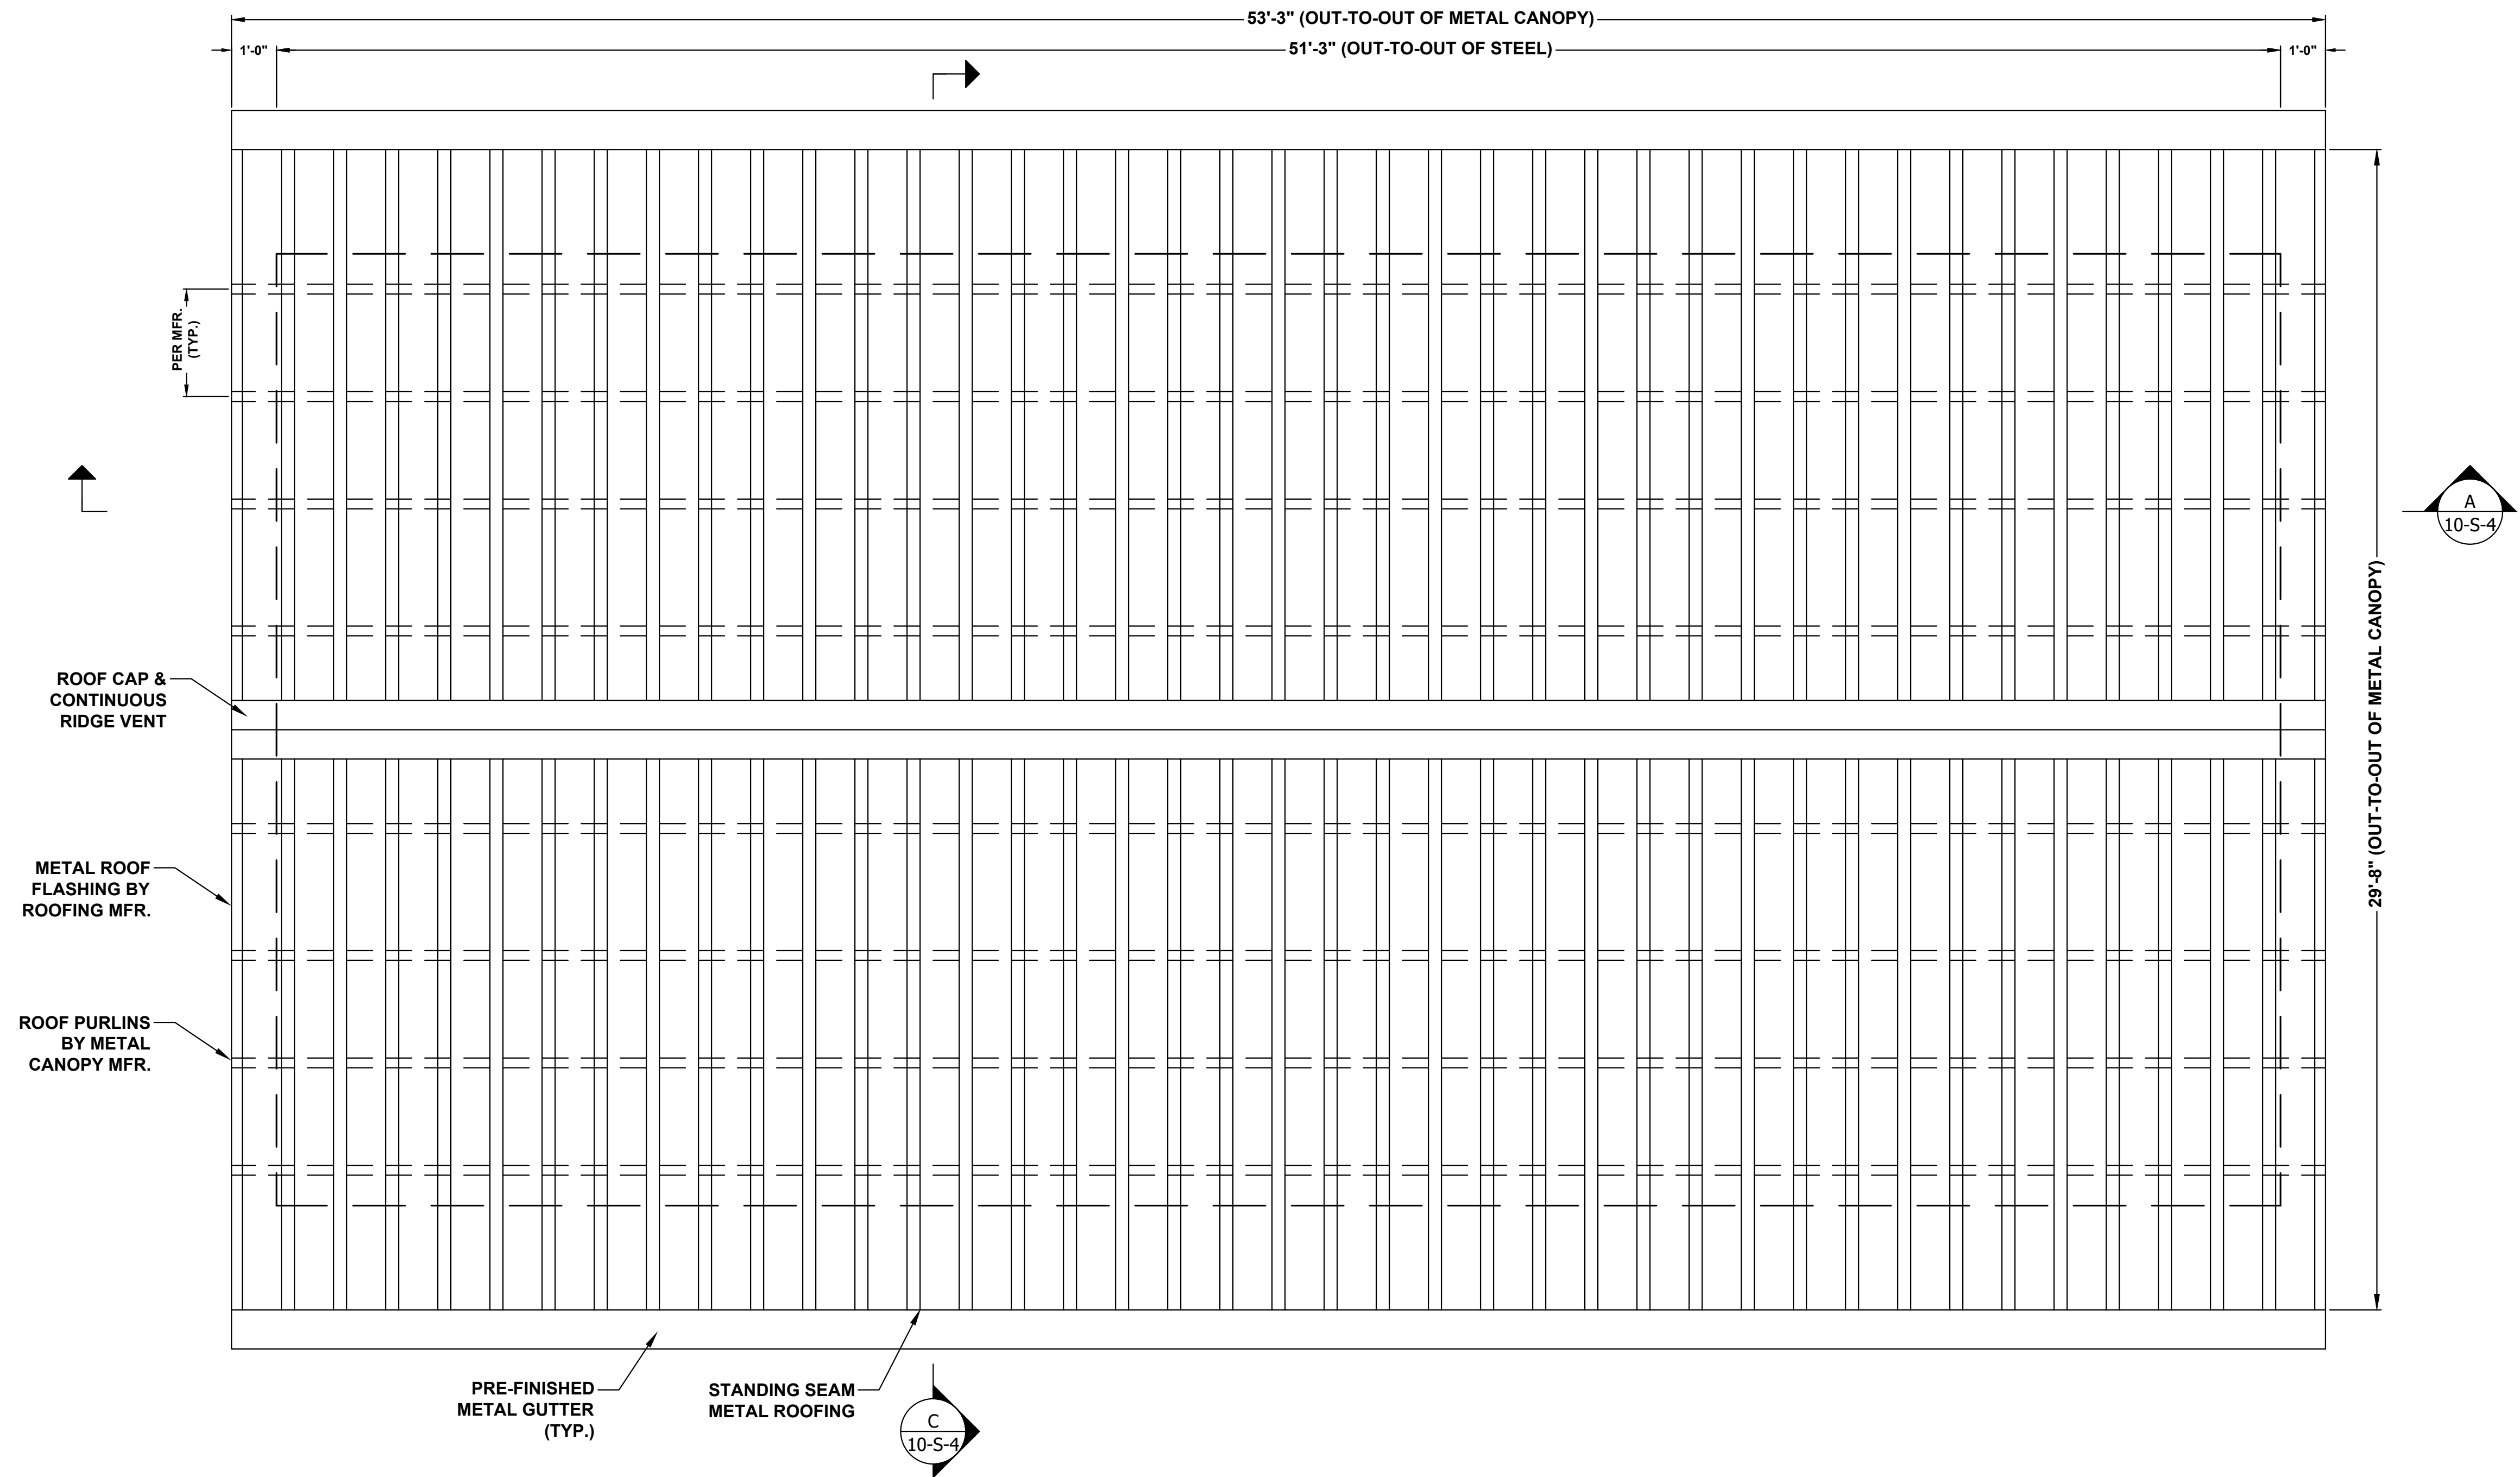 53'-3" (OUT-TO-OUT OF METAL CANOPY)
1'-0"
51'-3" (OUT-TO-OUT OF STEEL)
1'-0"
PER MFR.
(TYP.)
A
10-S-4
29'-8" (OUT-TO-OUT OF METAL CANOPY)
ROOF CAP &
CONTINUOUS
RIDGE VENT
METAL ROOF
FLASHING BY
ROOFING MFR.
ROOF PURLINS
BY METAL
CANOPY MFR.
PRE-FINISHED
METAL GUTTER
(TYP.)
STANDING SEAM
METAL ROOFING
C
10-S-4